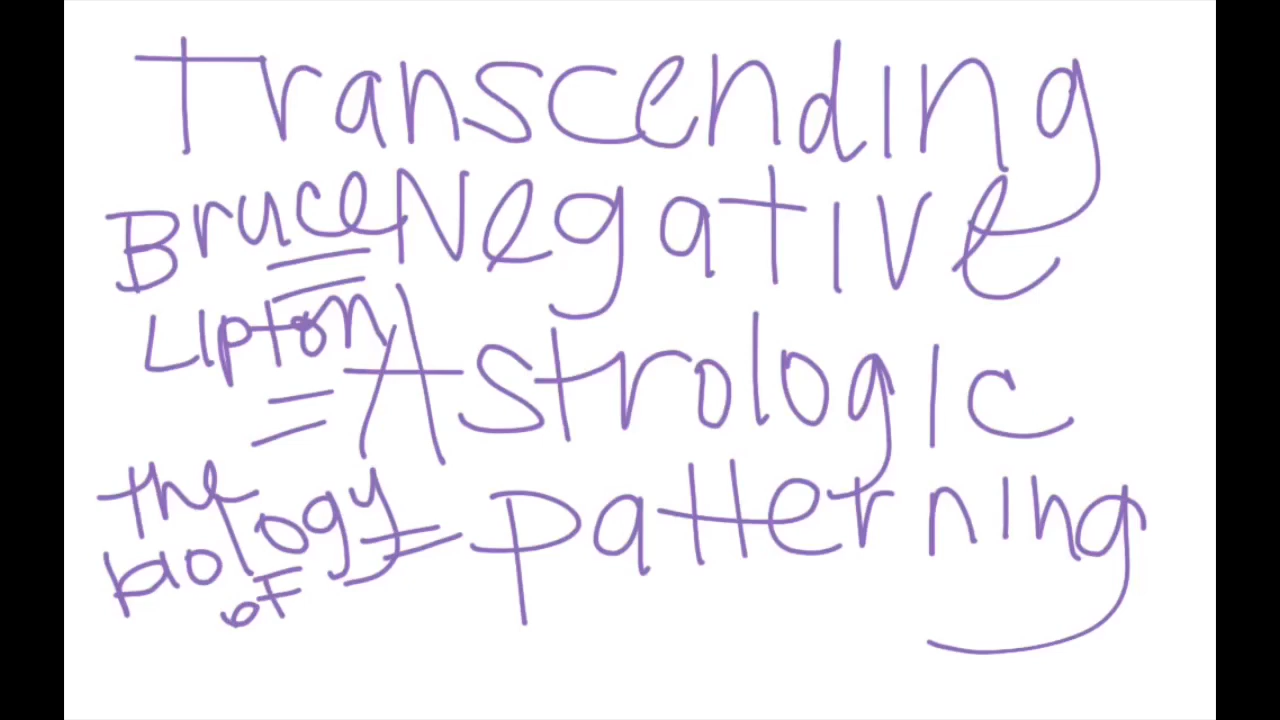 Transcending
Negative
Astrologic
patterning
Bruce
Lipton
the
biology
of